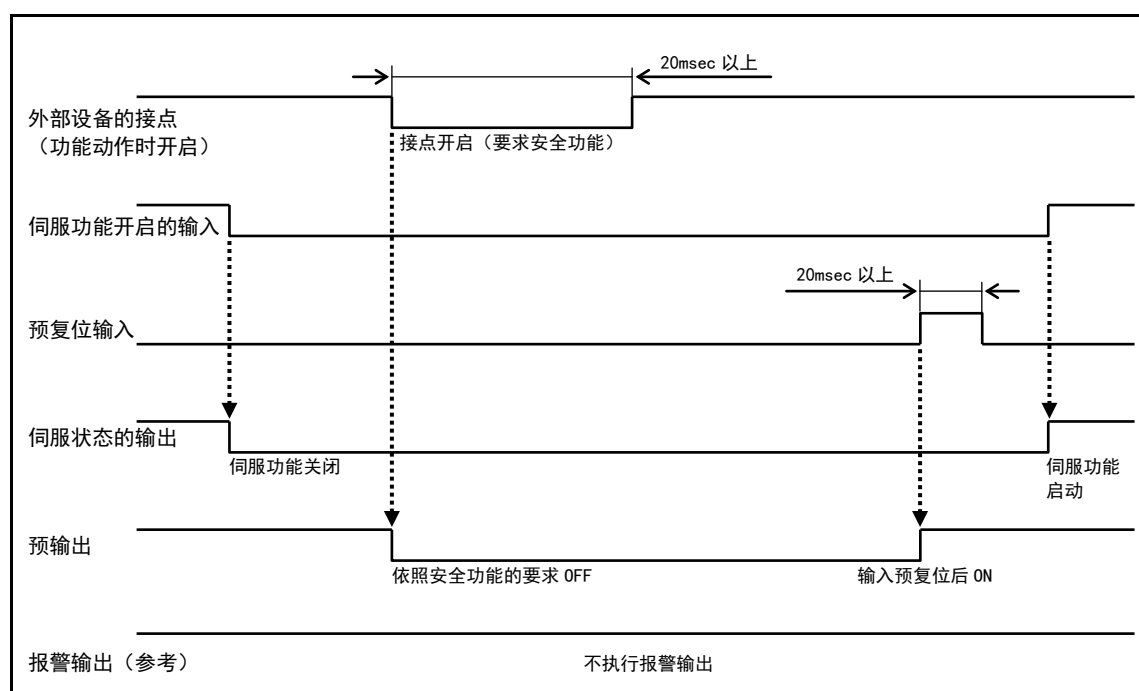 20msec 以上
外部设备的接点
（功能动作时开启）
接点开启（要求安全功能）
伺服功能开启的输入
20msec 以上
预复位输入
伺服状态的输出
伺服功能关闭
伺服功能
启动
预输出
依照安全功能的要求 OFF
输入预复位后 ON
报警输出（参考）
不执行报警输出